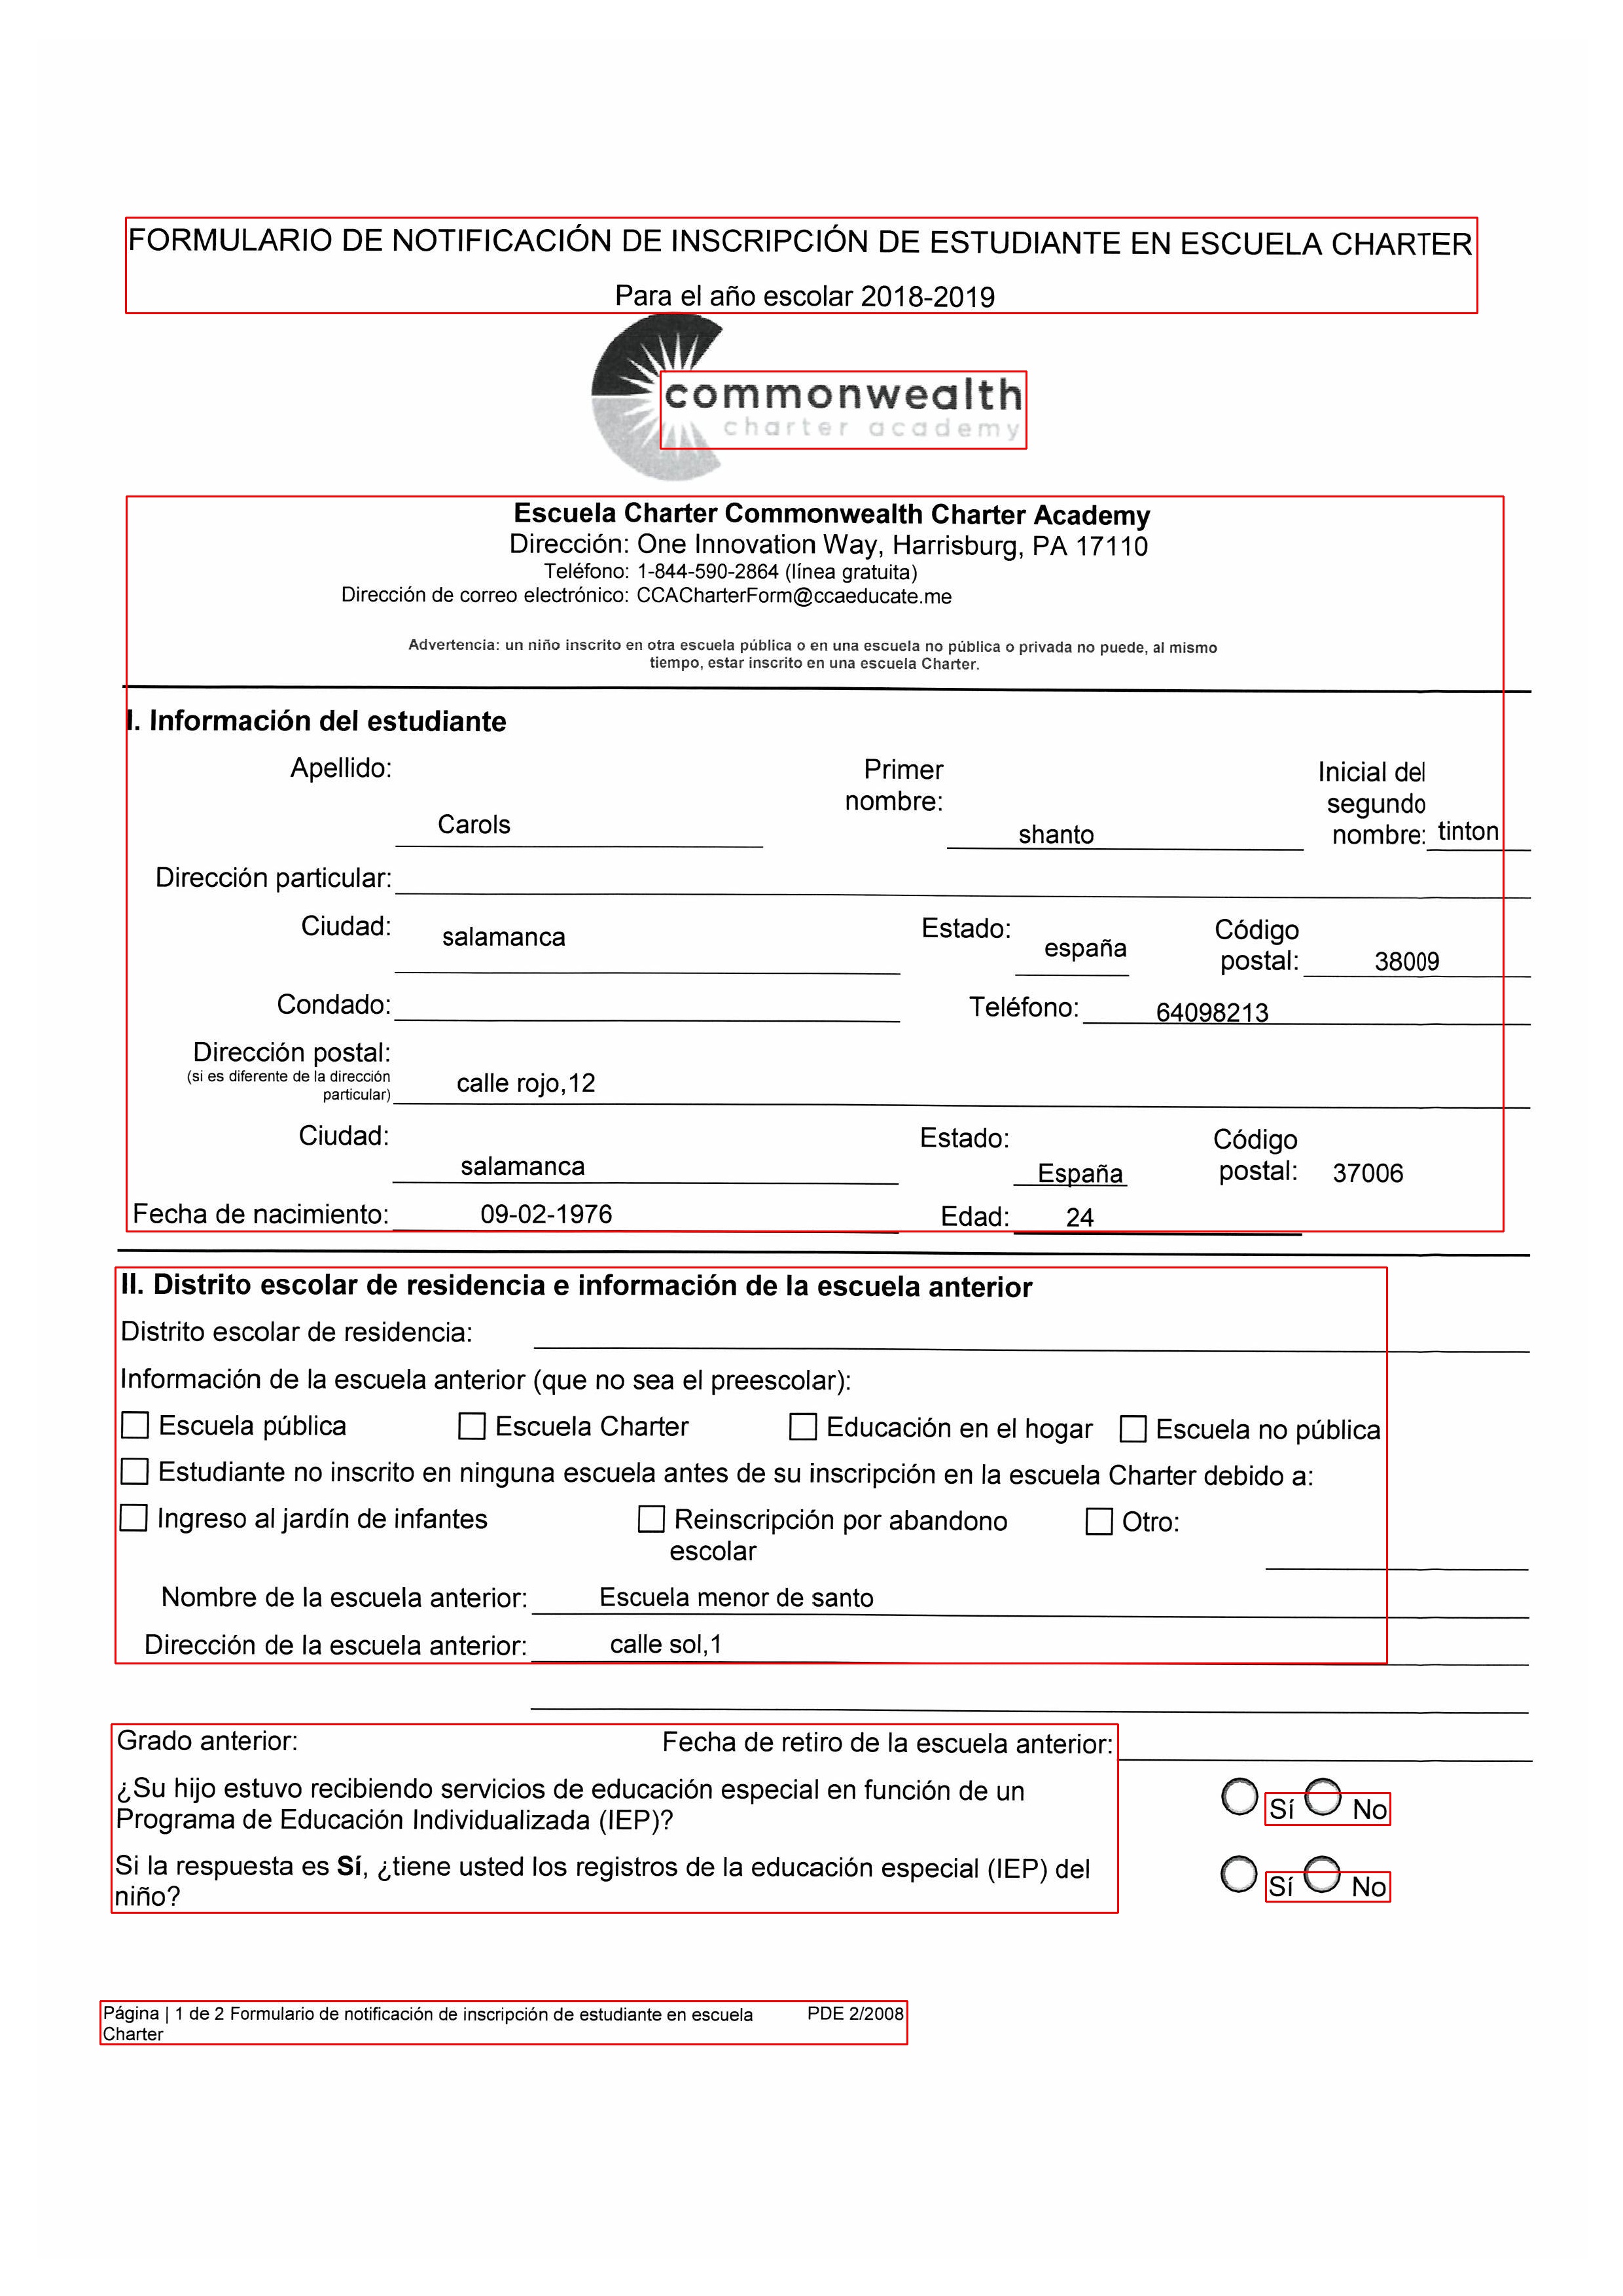 FORMULARIO DE NOTIFICACIÓN DE INSCRIPCIÓN DE ESTUDIANTE EN ESCUELA CHARTER
Para el año escolar 2018-2019
commonwealth
charter academy
Escuela Charter Commonwealth Charter Academy
Dirección: One Innovation Way, Harrisburg, PA 17110
Teléfono: 1-844-590-2864 (línea gratuita)
Dirección de correo electrónico: CCACharterForm@ccaeducate.me
Advertencia: un niño inscrito en otra escuela pública o en una escuela no pública o privada no puede, al mismo
tiempo, estar inscrito en una escuela Charter.
I. Información del estudiante
Apellido: Carols
Primer
nombre: shanto
Inicial del
segundo
nombre: tinton
Dirección particular:
Ciudad: salamanca
Estado: españa
Código
postal: 38009
Condado:
Teléfono: 64098213
Dirección postal:
(si es diferente de la dirección
particular)
calle rojo,12
Ciudad: salamanca
Estado: España
Código
postal: 37006
Fecha de nacimiento: 09-02-1976 Edad: 24
II. Distrito escolar de residencia e información de la escuela anterior
Distrito escolar de residencia:
Información de la escuela anterior (que no sea el preescolar):
Escuela pública Escuela Charter Educación en el hogar Escuela no pública
Estudiante no inscrito en ninguna escuela antes de su inscripción en la escuela Charter debido a:
Ingreso al jardín de infantes Reinscripción por abandono Otro:
escolar
Nombre de la escuela anterior: Escuela menor de santo
Dirección de la escuela anterior: calle sol,1
Grado anterior: Fecha de retiro de la escuela anterior:
¿Su hijo estuvo recibiendo servicios de educación especial en función de un
Programa de Educación Individualizada (IEP)?
Sí No
Si la respuesta es Sí, ¿tiene usted los registros de la educación especial (IEP) del
niño?
Sí No
Página | 1 de 2 Formulario de notificación de inscripción de estudiante en escuela PDE 2/2008
Charter